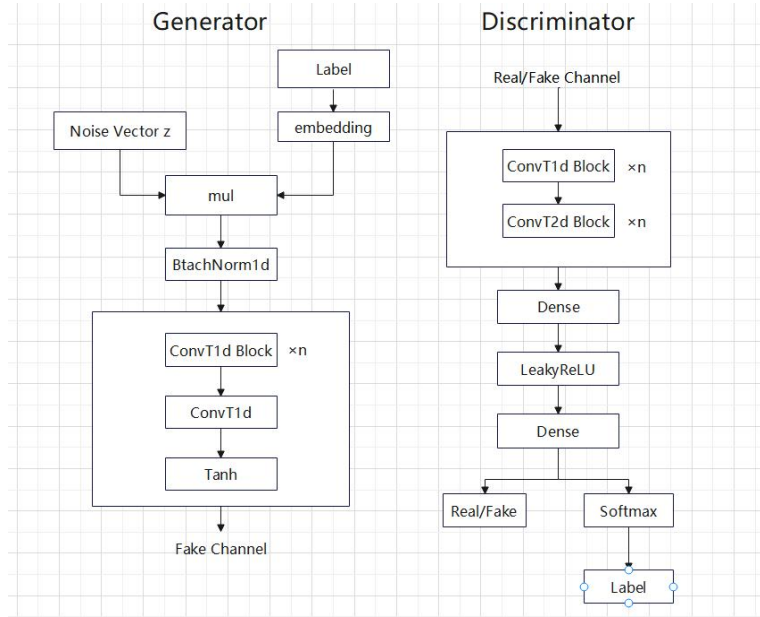 Generator
Label
Noise Vector z
embedding
mul
BtachNorm1d
ConvT1d Block ×n
ConvT1d
Tanh
Fake Channel
Discriminator
Real/Fake Channel
ConvT1d Block ×n
ConvT2d Block ×n
Dense
LeakyReLU
Dense
Real/Fake
Softmax
Label